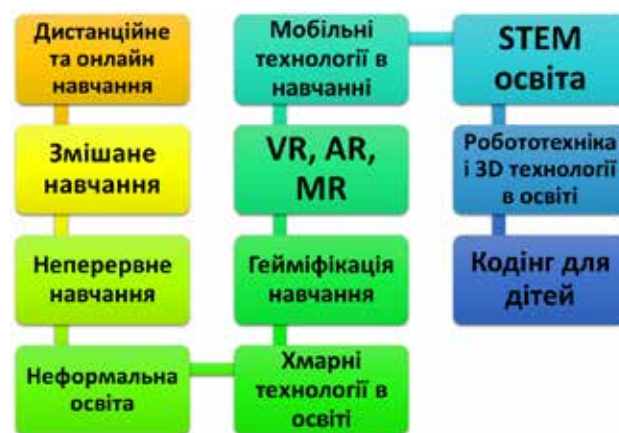 Дистанційне
та онлайн
навчання
Змішане
навчання
Неперервне
навчання
Неформальна
освіта
Хмарні
технології в
освіті
Гейміфікація
навчання
VR, AR,
MR
Мобільні
технології в
навчанні
STEM
освіта
Робототехніка
і 3D технології
в освіті
Кодінг для
дітей